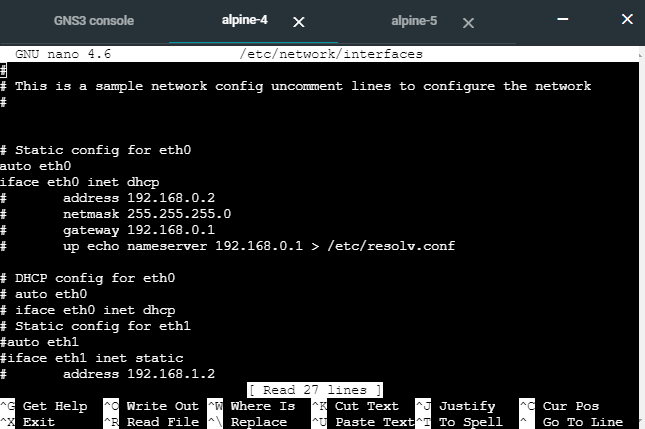 GNS3 console alpine-4 alpine-5
GNU nano 4.6 /etc/network/interfaces
#
# This is a sample network config uncomment lines to configure the network
#
# Static config for eth0
auto eth0
iface eth0 inet dhcp
# address 192.168.0.2
# netmask 255.255.255.0
# gateway 192.168.0.1
# up echo nameserver 192.168.0.1 > /etc/resolv.conf
# DHCP config for eth0
# auto eth0
# iface eth0 inet dhcp
# Static config for eth1
#auto eth1
#iface eth1 inet static
# address 192.168.1.2
[ Read 27 lines ]
^G Get Help ^O Write Out ^W Where Is ^K Cut Text ^J Justify ^C Cur Pos
^X Exit ^R Read File ^\ Replace ^U Paste Text ^T To Spell ^_ Go To Line